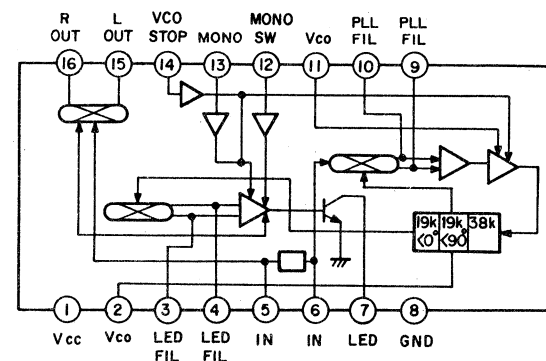 R OUT
L OUT
VCO STOP
MONO
MONO SW
Vco
PLL FIL
PLL FIL
16 15 14 13 12 11 10 9
19k <0° 19k <90° 38k
1 2 3 4 5 6 7 8
Vcc
Vco
LED FIL
LED FIL
IN
IN
LED
GND